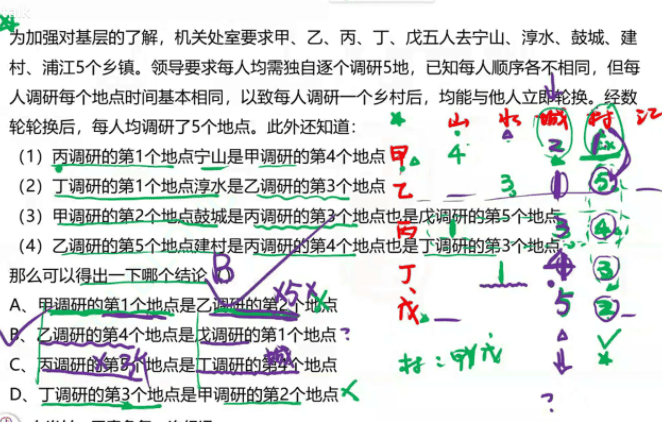 为加强对基层的了解，机关处室要求甲、乙、丙、丁、戊五人去宁山、淳水、鼓城、建
村、浦江5个乡镇。领导要求每人均需独自逐个调研5地，已知每人顺序各不相同，但每
人调研每个地点时间基本相同，以致每人调研一个乡村后，均能与他人立即轮换。经数
轮轮换后，每人均调研了5个地点。此外还知道：
（1）丙调研的第1个地点宁山是甲调研的第4个地点
（2）丁调研的第1个地点淳水是乙调研的第3个地点
（3）甲调研的第2个地点鼓城是丙调研的第3个地点也是戊调研的第5个地点
（4）乙调研的第5个地点建村是丙调研的第4个地点也是丁调研的第3个地点
那么可以得出一下哪个结论 B
A、甲调研的第1个地点是乙调研的第2个地点
B、乙调研的第4个地点是戊调研的第1个地点 ?
C、丙调研的第5个地点是丁调研的第4个地点
D、丁调研的第3个地点是甲调研的第2个地点
山 水 城 村 江
甲 4 2 1
乙 3 1 5
丙 1 3 4
丁 1 4 3
戊 5 2
村：甲戊
?